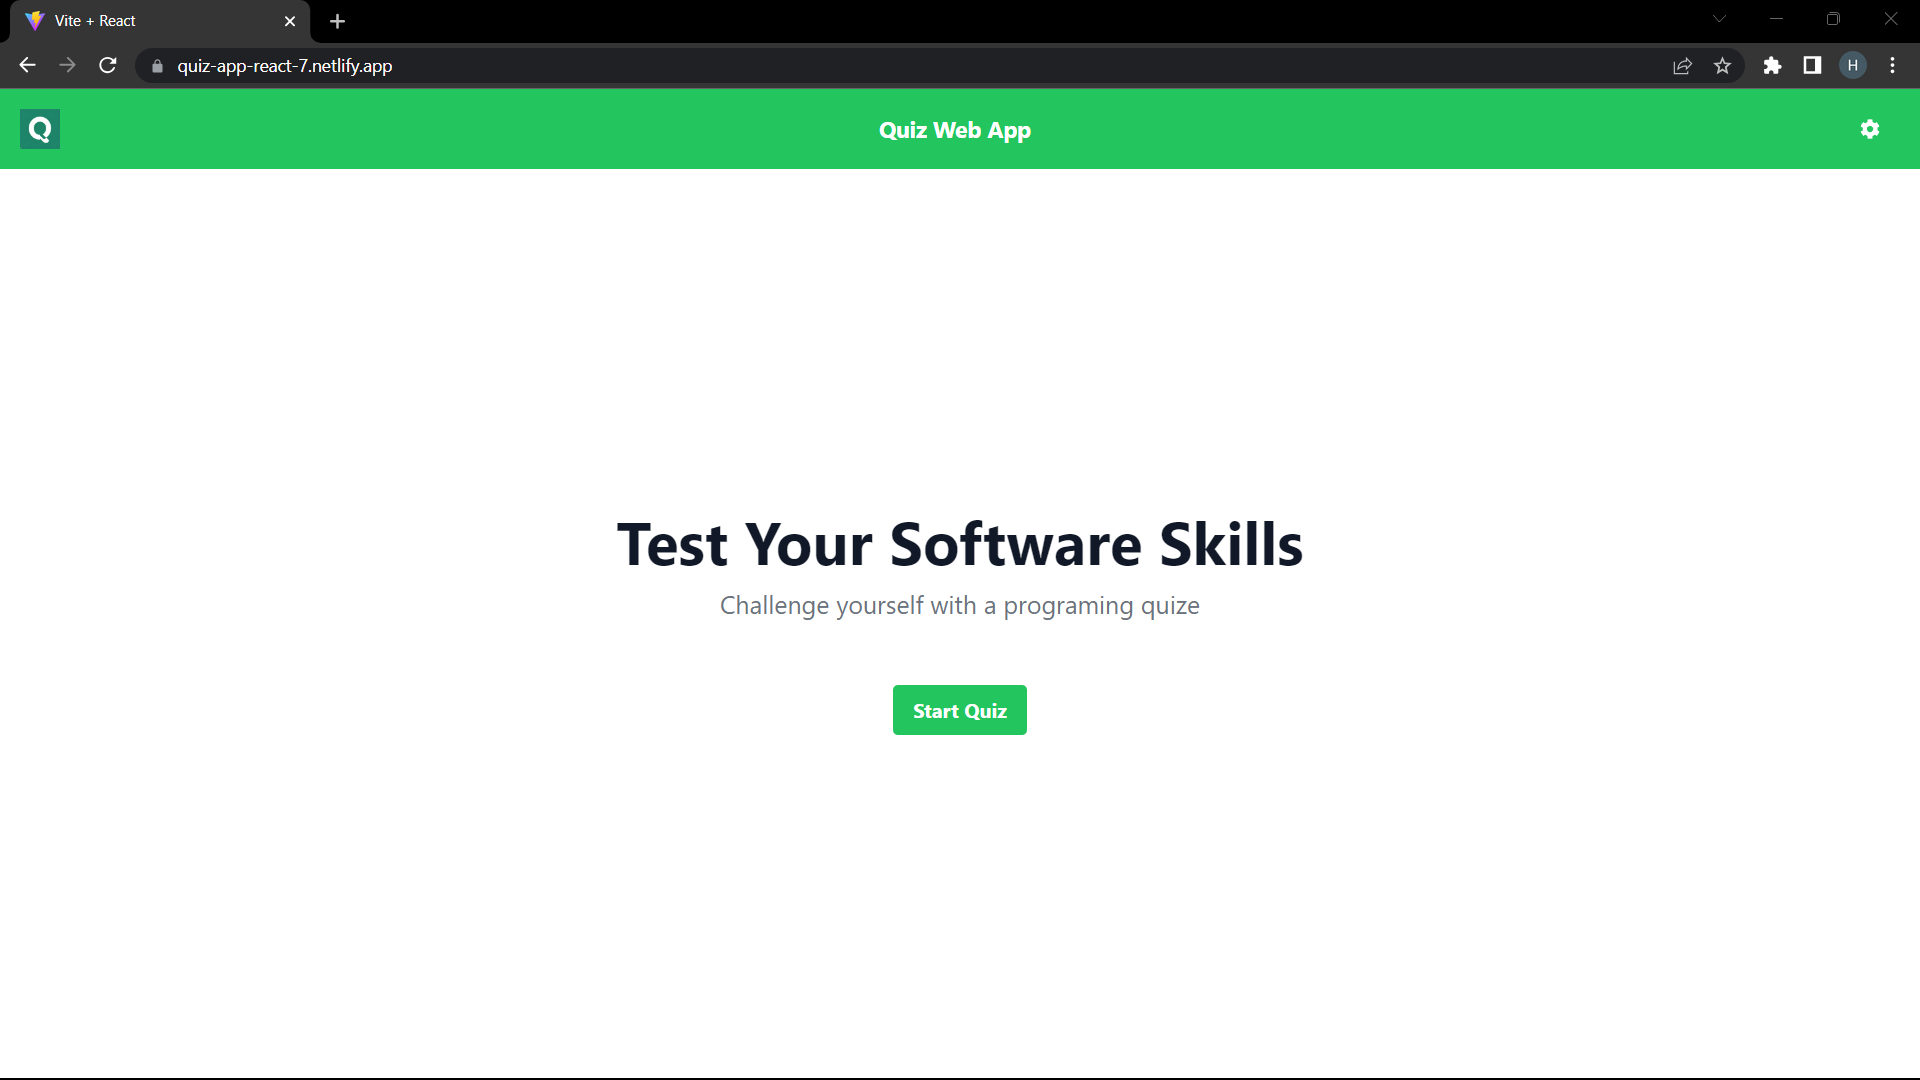 Vite + React
quiz-app-react-7.netlify.app
H
Q
Quiz Web App
Test Your Software Skills
Challenge yourself with a programing quize
Start Quiz